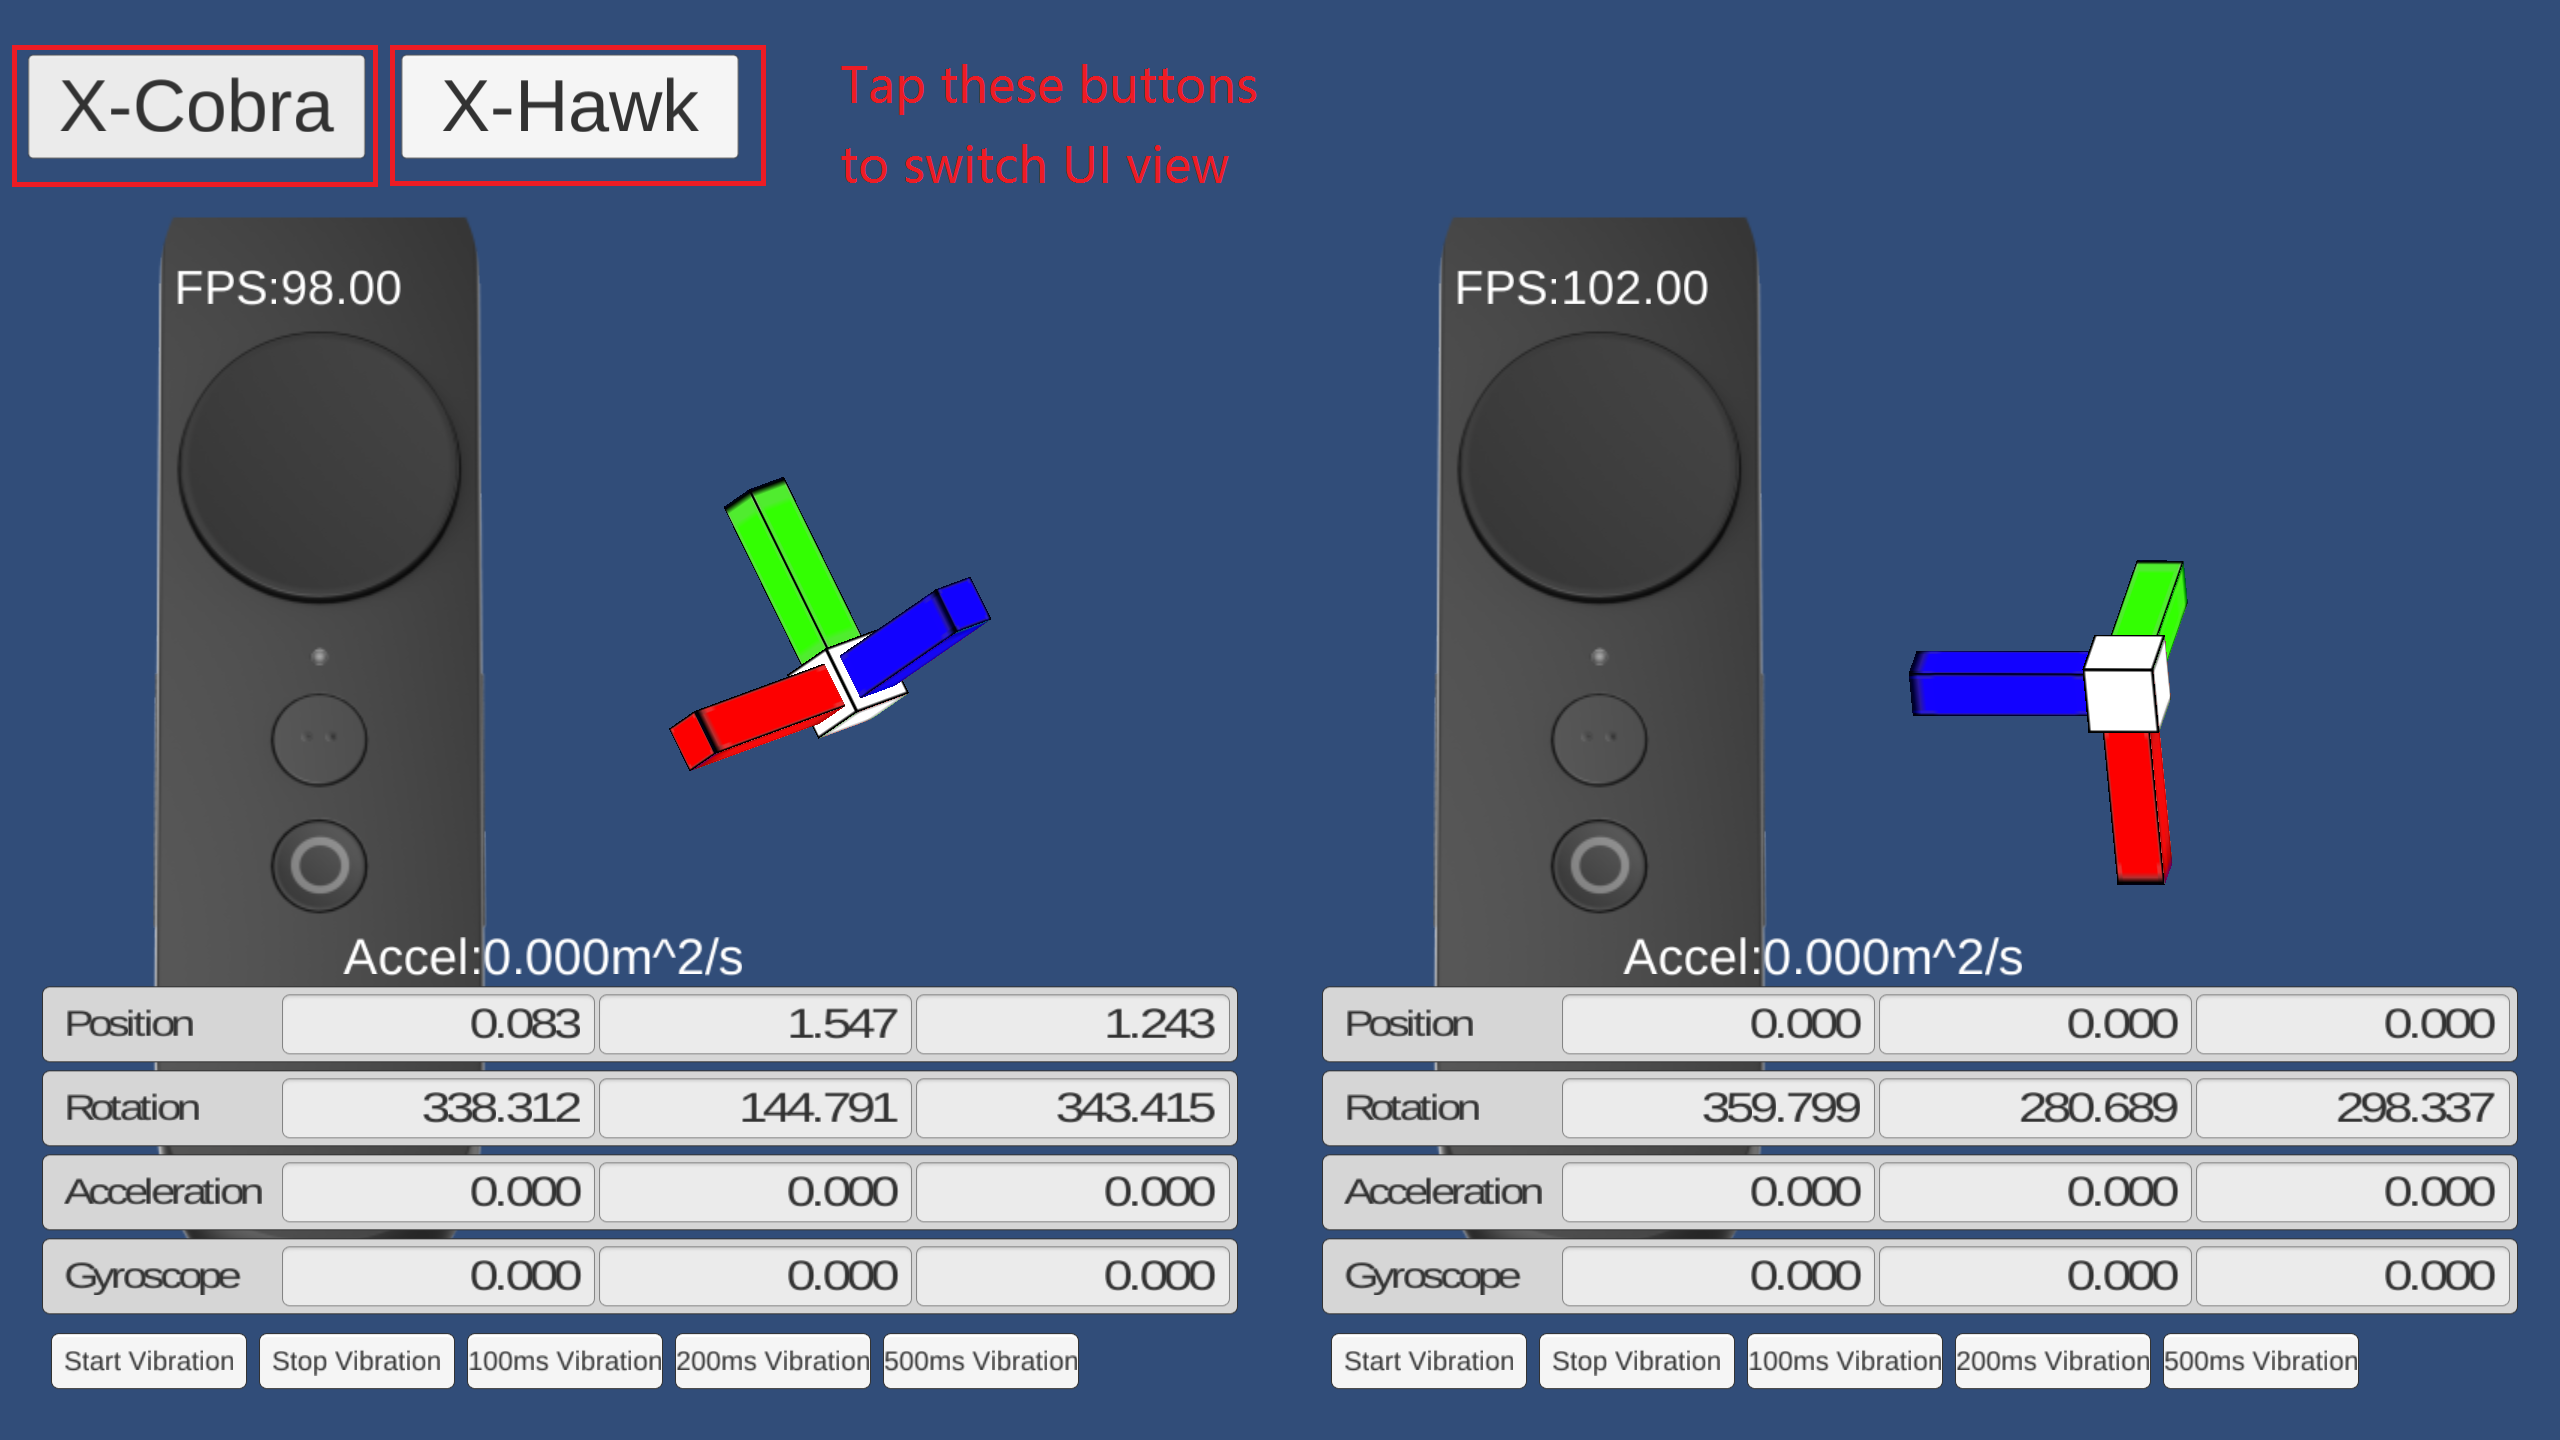 X-Cobra X-Hawk Tap these buttons
to switch UI view
FPS:98.00
Accel:0.000m^2/s
Position 0.083 1.547 1.243
Rotation 338.312 144.791 343.415
Acceleration 0.000 0.000 0.000
Gyroscope 0.000 0.000 0.000
Start Vibration Stop Vibration 100ms Vibration 200ms Vibration 500ms Vibration
FPS:102.00
Accel:0.000m^2/s
Position 0.000 0.000 0.000
Rotation 359.799 280.689 298.337
Acceleration 0.000 0.000 0.000
Gyroscope 0.000 0.000 0.000
Start Vibration Stop Vibration 100ms Vibration 200ms Vibration 500ms Vibration